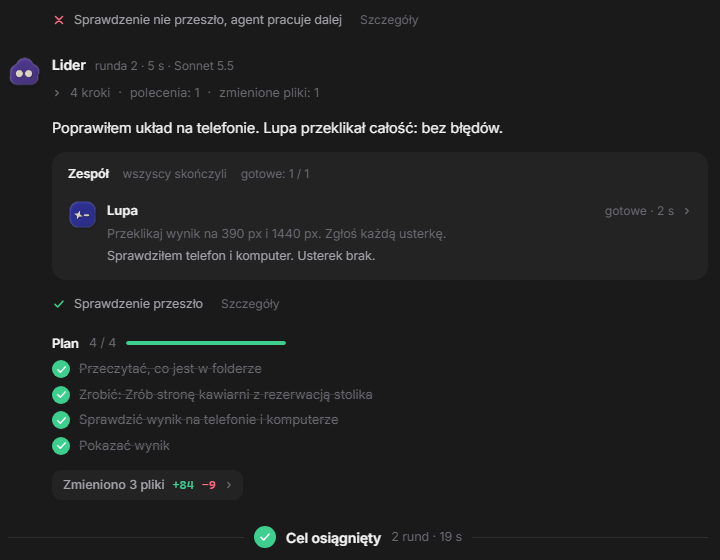 Sprawdzenie nie przeszło, agent pracuje dalej Szczegóły
Lider runda 2 · 5 s · Sonnet 5.5
4 kroki · polecenia: 1 · zmienione pliki: 1
Poprawiłem układ na telefonie. Lupa przeklikał całość: bez błędów.
Zespół wszyscy skończyli gotowe: 1 / 1
Lupa gotowe · 2 s
Przeklikaj wynik na 390 px i 1440 px. Zgłoś każdą usterkę.
Sprawdziłem telefon i komputer. Usterek brak.
Sprawdzenie przeszło Szczegóły
Plan 4 / 4
Przeczytać, co jest w folderze
Zrobić: Zrób stronę kawiarni z rezerwacją stolika
Sprawdzić wynik na telefonie i komputerze
Pokazać wynik
Zmieniono 3 pliki +84 −9
Cel osiągnięty 2 rund · 19 s